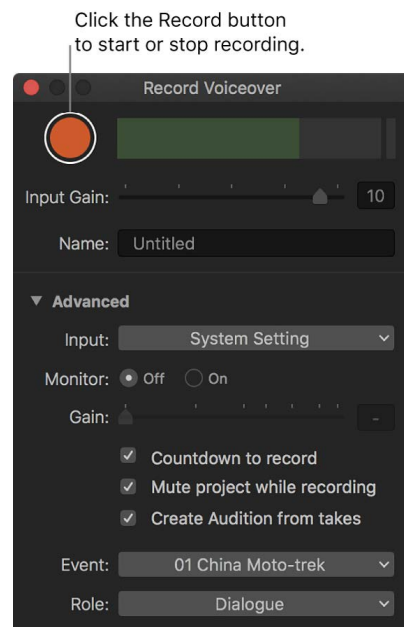 Click the Record button
to start or stop recording.
Record Voiceover
Input Gain: 10
Name: Untitled
Advanced
Input: System Setting
Monitor: Off On
Gain: -
Countdown to record
Mute project while recording
Create Audition from takes
Event: 01 China Moto-trek
Role: Dialogue